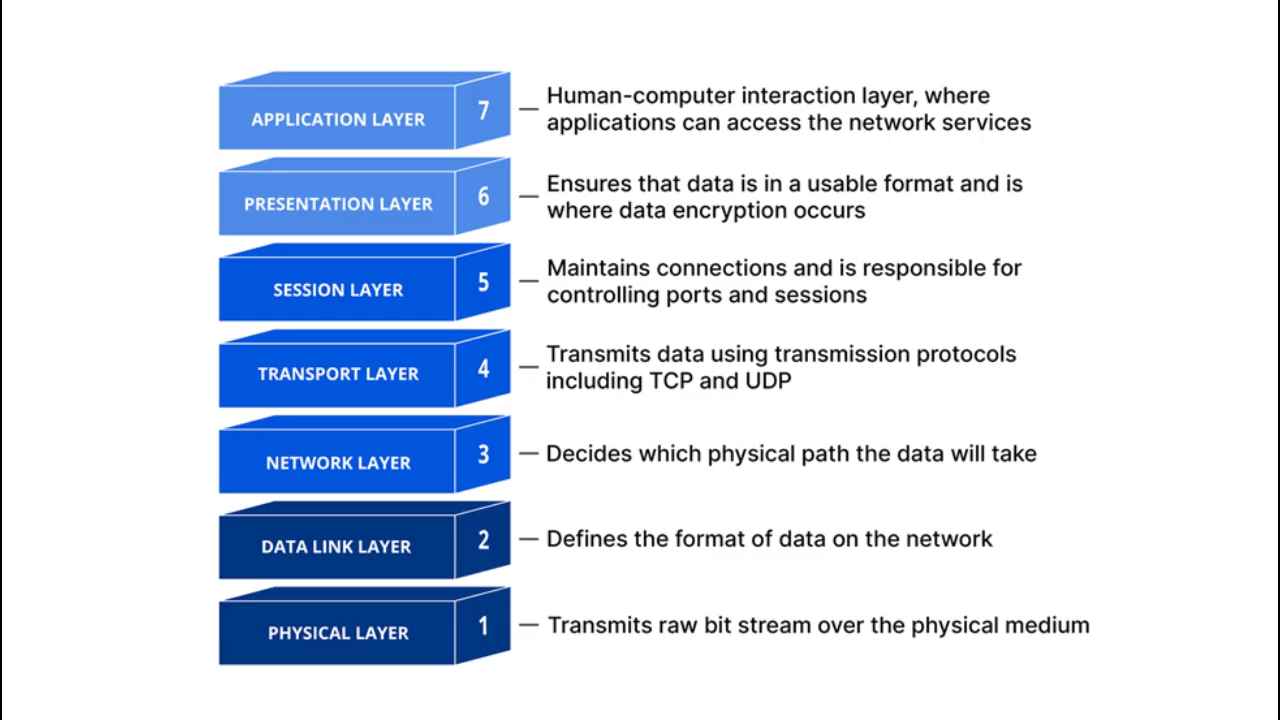 APPLICATION LAYER 7 — Human-computer interaction layer, where
applications can access the network services
PRESENTATION LAYER 6 — Ensures that data is in a usable format and is
where data encryption occurs
SESSION LAYER 5 — Maintains connections and is responsible for
controlling ports and sessions
TRANSPORT LAYER 4 — Transmits data using transmission protocols
including TCP and UDP
NETWORK LAYER 3 — Decides which physical path the data will take
DATA LINK LAYER 2 — Defines the format of data on the network
PHYSICAL LAYER 1 — Transmits raw bit stream over the physical medium